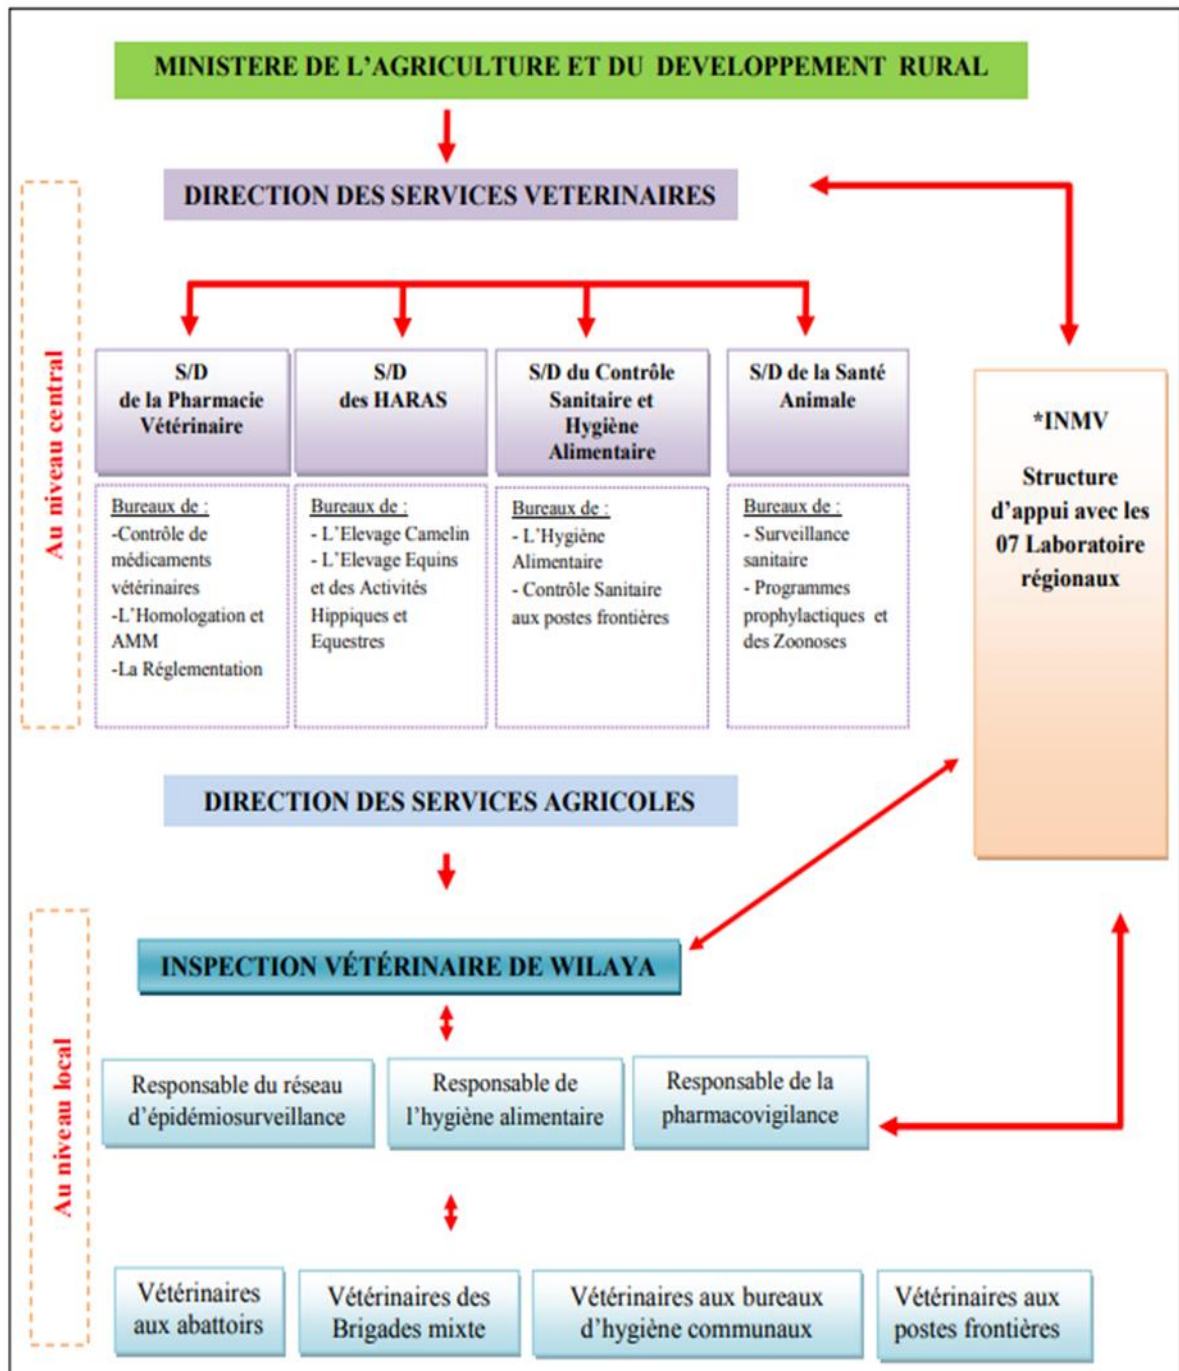 MINISTERE DE L'AGRICULTURE ET DU DEVELOPPEMENT RURAL
DIRECTION DES SERVICES VETERINAIRES
Au niveau central
S/D
de la Pharmacie
Vétérinaire
S/D
des HARAS
S/D du Contrôle
Sanitaire et
Hygiène
Alimentaire
S/D de la Santé
Animale
Bureaux de :
-Contrôle de
médicaments
vétérinaires
-L'Homologation et
AMM
-La Réglementation
Bureaux de :
- L'Elevage Camelin
- L'Elevage Equins
et des Activités
Hippiques et
Equestres
Bureaux de :
- L'Hygiène
Alimentaire
- Contrôle Sanitaire
aux postes frontières
Bureaux de :
- Surveillance
sanitaire
- Programmes
prophylactiques et
des Zoonoses
*INMV
Structure
d'appui avec les
07 Laboratoire
régionaux
DIRECTION DES SERVICES AGRICOLES
Au niveau local
INSPECTION VÉTÉRINAIRE DE WILAYA
Responsable du réseau
d'épidémiosurveillance
Responsable de
l'hygiène alimentaire
Responsable de la
pharmacovigilance
Vétérinaires
aux abattoirs
Vétérinaires des
Brigades mixte
Vétérinaires aux bureaux
d'hygiène communaux
Vétérinaires aux
postes frontières